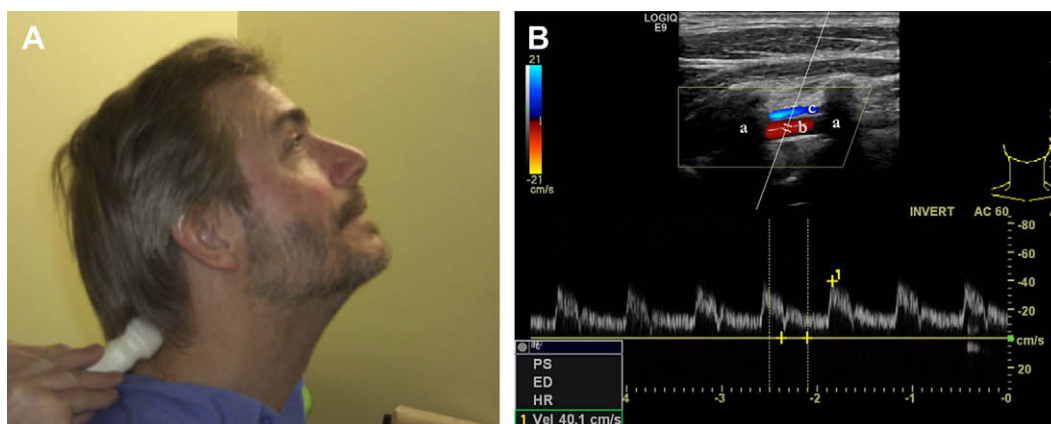 A
B
LOGIQ
E9
21
c
a
b
a
-21
cm/s
INVERT AC 60
-80
-60
-40
1
-20
cm/s
20
PS
ED
HR
1 Vel 40.1 cm/s
4
-3
-2
-1
-0